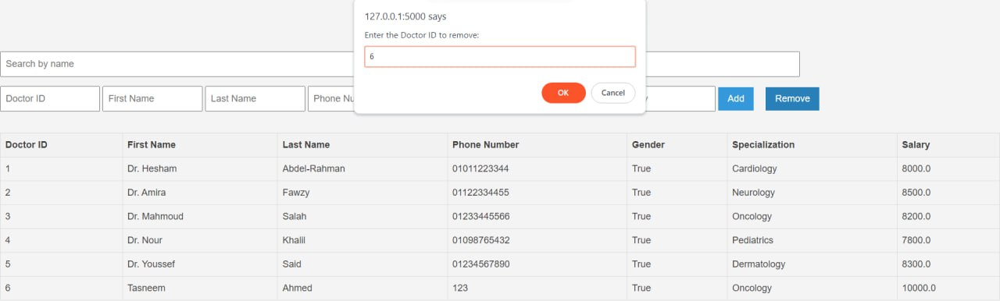 127.0.0.1:5000 says
Enter the Doctor ID to remove:
6
OK Cancel
Search by name
Doctor ID First Name Last Name Phone Add Remove
Doctor ID First Name Last Name Phone Number Gender Specialization Salary
1 Dr. Hesham Abdel-Rahman 01011223344 True Cardiology 8000.0
2 Dr. Amira Fawzy 01122334455 True Neurology 8500.0
3 Dr. Mahmoud Salah 01233445566 True Oncology 8200.0
4 Dr. Nour Khalil 01098765432 True Pediatrics 7800.0
5 Dr. Youssef Said 01234567890 True Dermatology 8300.0
6 Tasneem Ahmed 123 True Oncology 10000.0